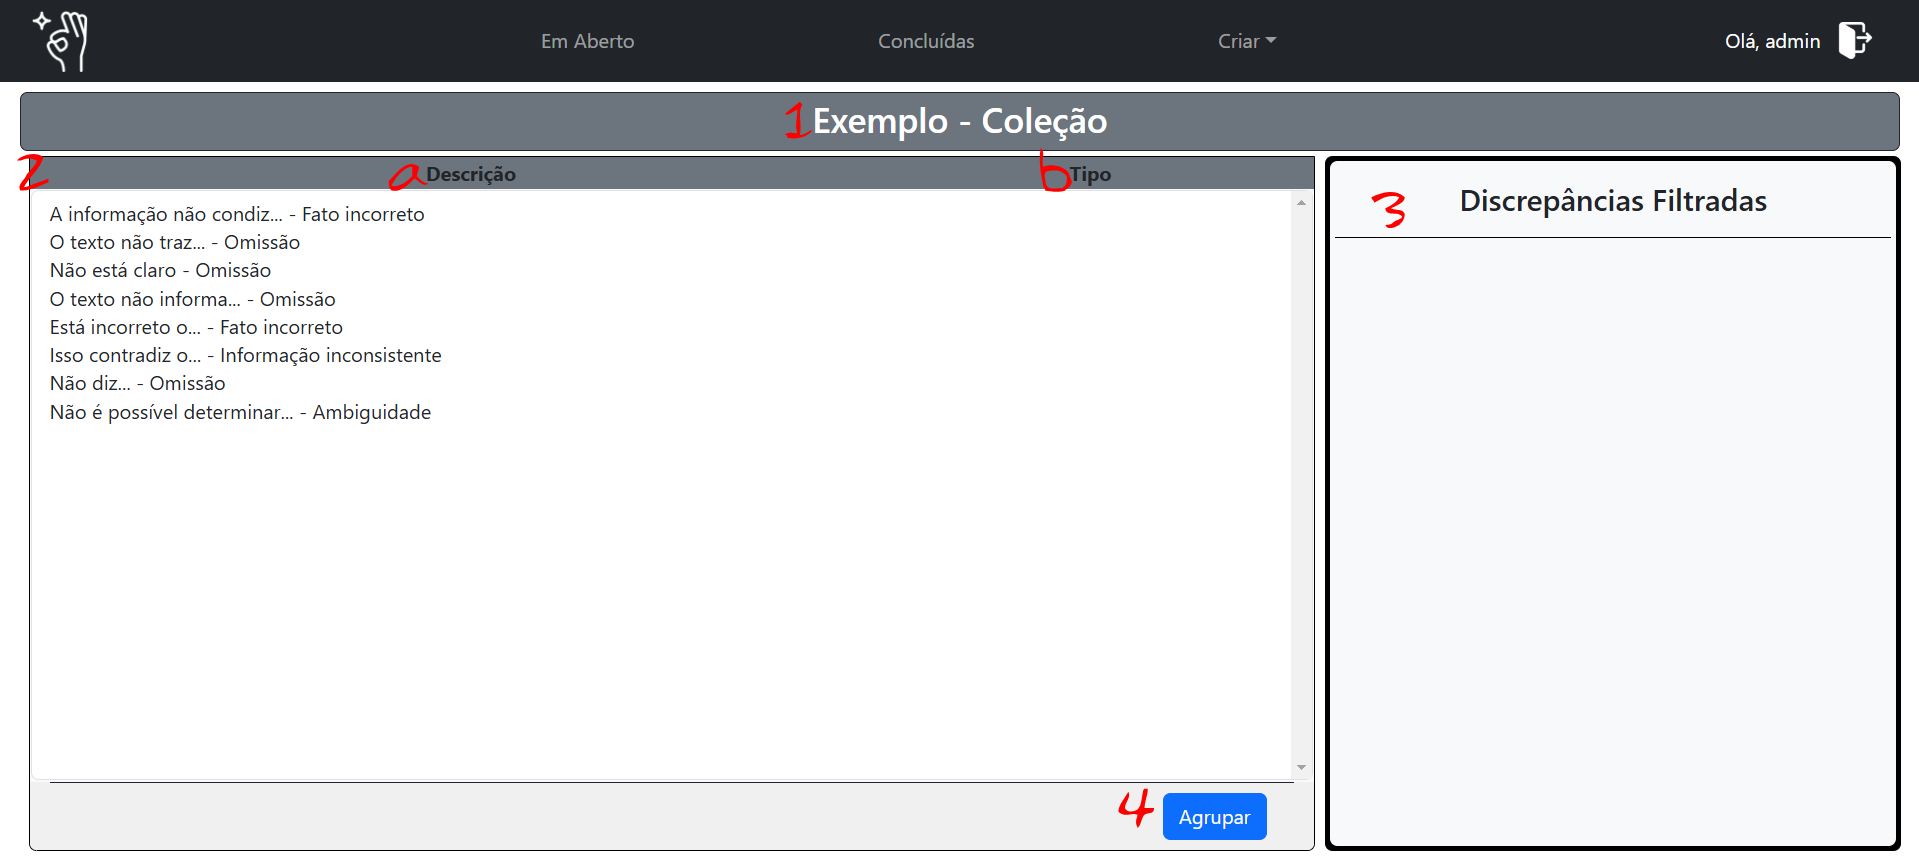 Em Aberto Concluídas Criar Olá, admin
1 Exemplo - Coleção
2 a Descrição b Tipo
A informação não condiz... - Fato incorreto
O texto não traz... - Omissão
Não está claro - Omissão
O texto não informa... - Omissão
Está incorreto o... - Fato incorreto
Isso contradiz o... - Informação inconsistente
Não diz... - Omissão
Não é possível determinar... - Ambiguidade
4 Agrupar
3 Discrepâncias Filtradas